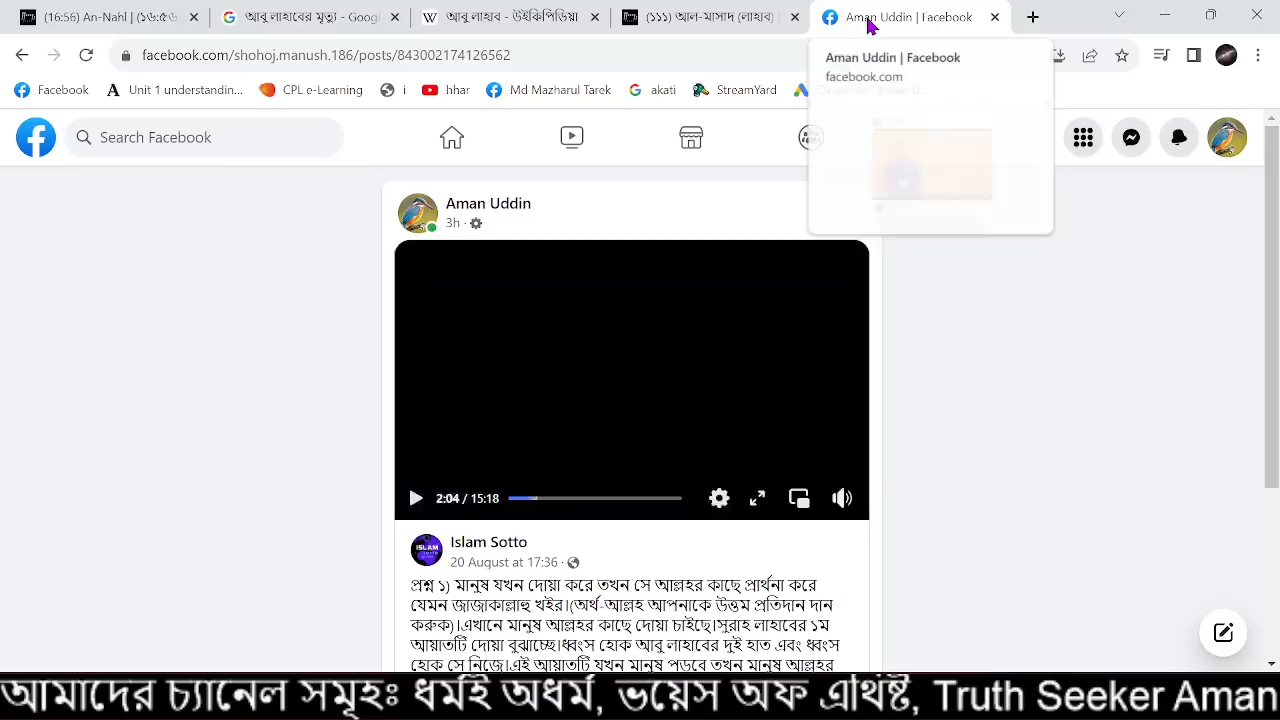 (16:56) An-Nahl | (১৬:৫৬
আবু লাহাবের মৃত্যু - Googl
আবু লাহাব - উইকিপিডিয়া
(১১১) আল-মাসাদ (লাহাব) |
Aman Uddin | Facebook
facebook.com/shohoj.manush.186/posts/843002174126562
Aman Uddin | Facebook
facebook.com
Facebook
Unit 1 understandin...
CPL e-Learning
i
hhar
Md Mazharul Tarek
akati
StreamYard
Search Facebook
Aman Uddin
3h
2:04 / 15:18
Islam Sotto
20 August at 17:36
প্রশ্ন ১) মানুষ যখন দোয়া করে তখন সে আল্লহর কাছে প্রার্থনা করে
যেমন জাজাকাল্লাহু খইর।(অর্থ-আল্লহ আপনাকে উত্তম প্রতিদান দান
করুক)।এখানে মানুষ আল্লহর কাছে দোয়া চাইছে।সুরাহ লাহাবের ১ম
আয়াতটি দোয়া বুঝাচ্ছে।ধ্বংস হোক আবু লাহাবের দুই হাত এবং ধ্বংস
হোক সে নিজে।এই আয়াতটি যখন মানুষ পড়বে তখন মানুষ আল্লহর
আমাদের চ্যানেল সমূহঃ ধর্মই অধর্ম, ভয়েস অফ এথিষ্ট, Truth Seeker Aman